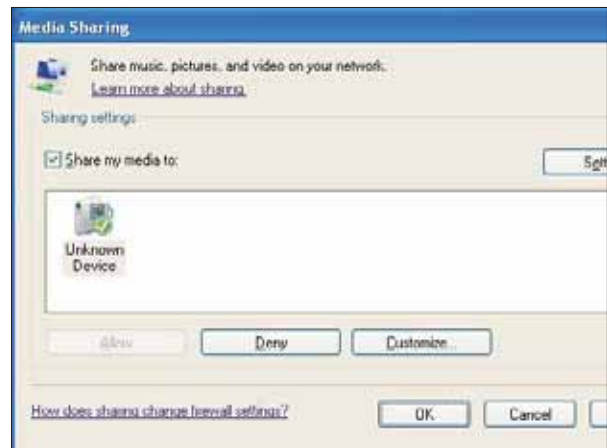 Media Sharing
Share music, pictures, and video on your network.
Learn more about sharing.
Sharing settings
Share my media to:
Sett
Unknown
Device
Allow
Deny
Customize...
How does sharing change firewall settings?
OK
Cancel